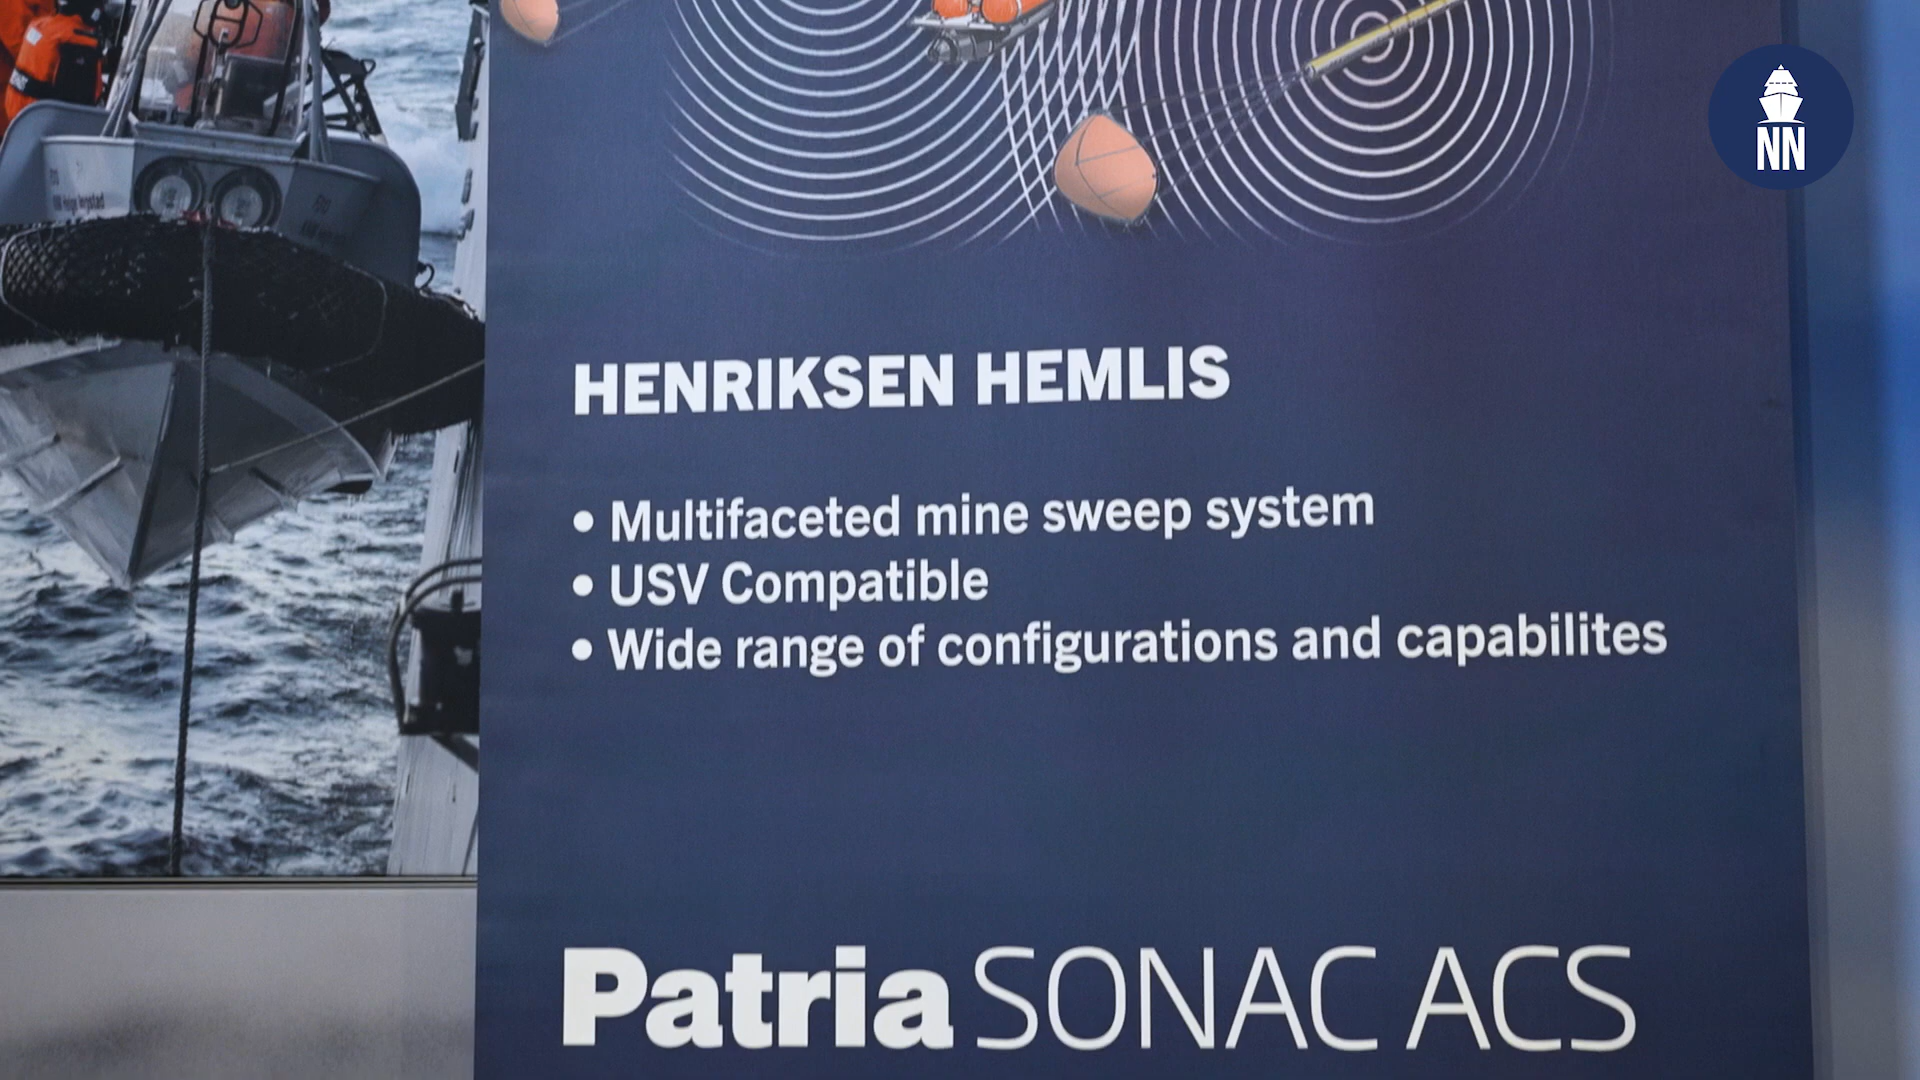 NN
HENRIKSEN HEMLIS
• Multifaceted mine sweep system
• USV Compatible
• Wide range of configurations and capabilites
Patria SONAC ACS